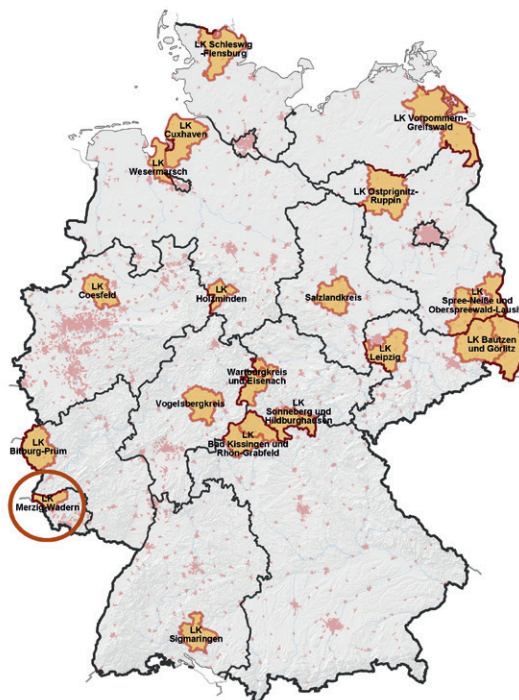 LK Schleswig
-Flensburg
LK
Cuxhaven
LK Vorpommern-
Greifswald
LK
Wesermarsch
LK Ostprignitz-
Ruppin
LK
Coesfeld
LK
Holzminden
Salzlandkreis
LK
Spree-Neiße und
Oberspreewald-Lausi
LK Bautzen
und Görlitz
LK
Leipzig
Wartburgkreis
und Eisenach
Vogelsbergkreis
LK
Sonneberg und
Hildburghausen
LK
Bad Kissingen und
Rhön-Grabfeld
LK
Bitburg-Prüm
LK
Merzig-Wadern
LK
Sigmaringen